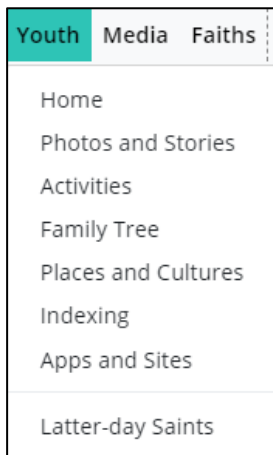 Youth Media Faiths
Home
Photos and Stories
Activities
Family Tree
Places and Cultures
Indexing
Apps and Sites
Latter-day Saints